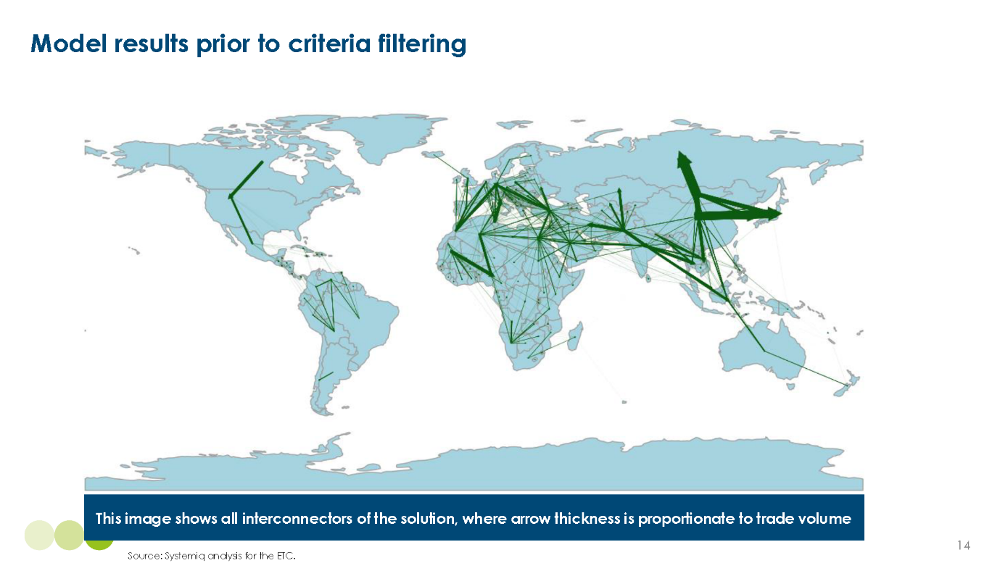 Model results prior to criteria filtering
This image shows all interconnectors of the solution, where arrow thickness is proportionate to trade volume
14
Source: Systemiq analysis for the ETC.